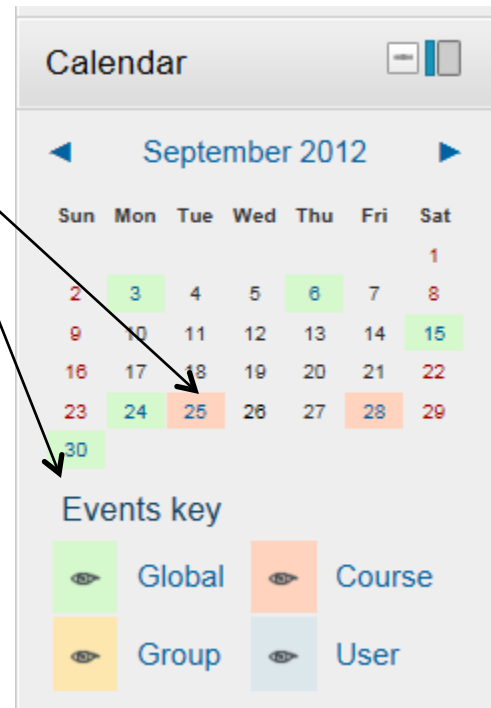 Calendar
September 2012
Sun Mon Tue Wed Thu Fri Sat
1
2 3 4 5 6 7 8
9 10 11 12 13 14 15
16 17 18 19 20 21 22
23 24 25 26 27 28 29
30
Events key
Global Course
Group User